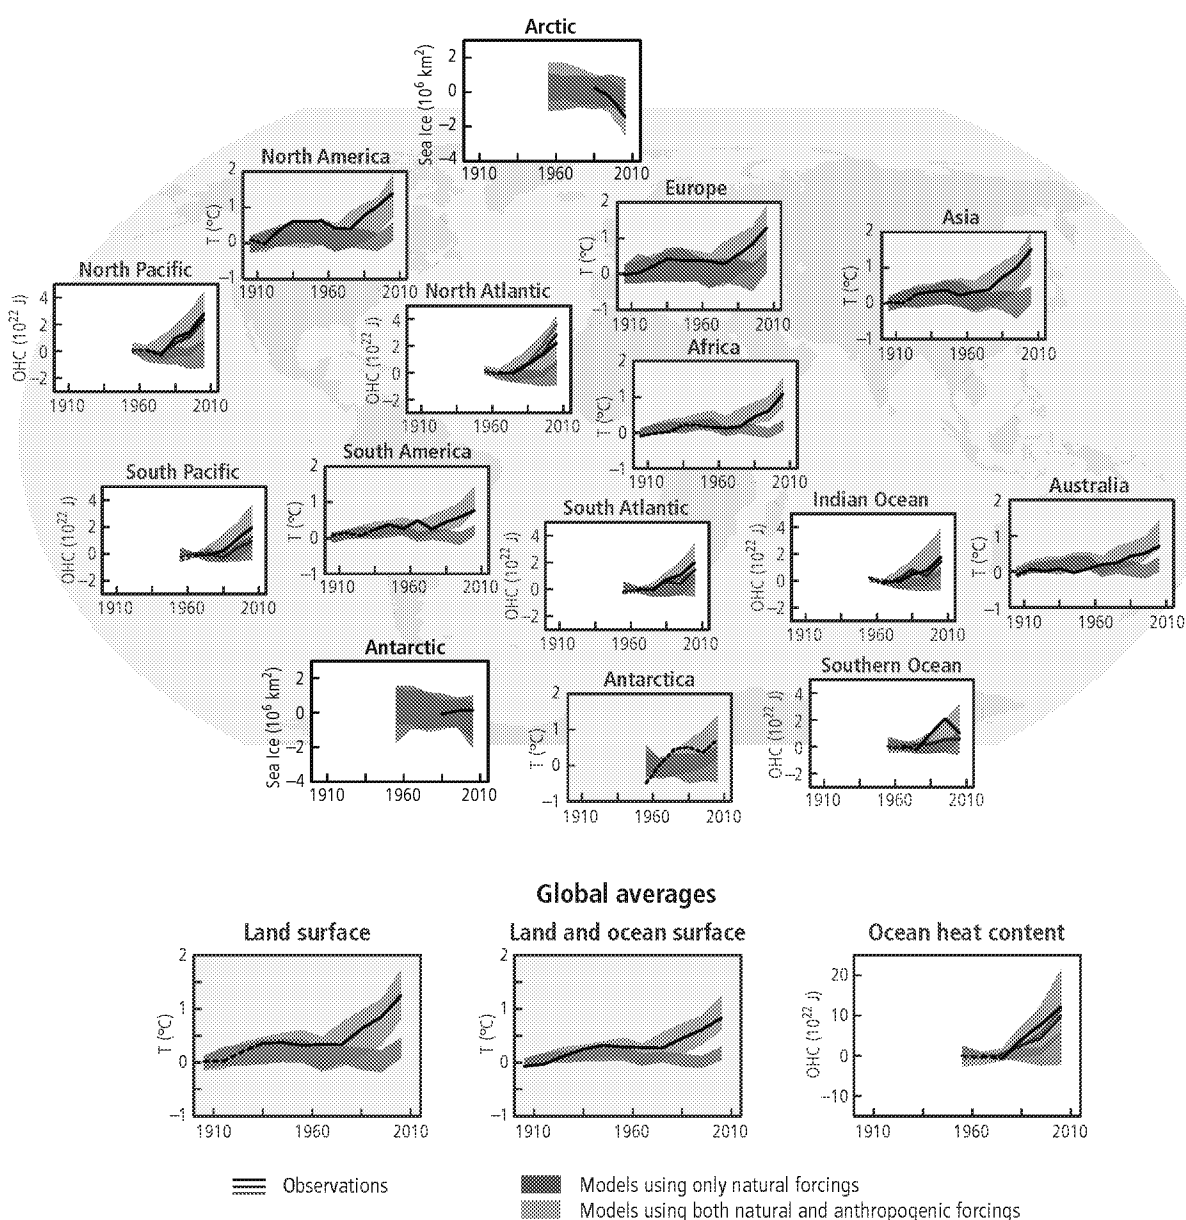 Arctic
Sea Ice (10⁶ km²)
2
0
−2
−4
1910 1960 2010
North America
T (ºC)
2
1
0
−1
1910 1960 2010
Europe
T (ºC)
2
1
0
−1
1910 1960 2010
Asia
T (ºC)
2
1
0
−1
1910 1960 2010
North Pacific
OHC (10²² J)
4
2
0
−2
1910 1960 2010
North Atlantic
OHC (10²² J)
4
2
0
−2
1910 1960 2010
Africa
T (ºC)
2
1
0
−1
1910 1960 2010
South America
T (ºC)
2
1
0
−1
1910 1960 2010
South Pacific
OHC (10²² J)
4
2
0
−2
1910 1960 2010
South Atlantic
OHC (10²² J)
4
2
0
−2
1910 1960 2010
Indian Ocean
OHC (10²² J)
4
2
0
−2
1910 1960 2010
Australia
T (ºC)
2
1
0
−1
1910 1960 2010
Antarctic
Sea Ice (10⁶ km²)
2
0
−2
−4
1910 1960 2010
Antarctica
T (ºC)
2
1
0
−1
1910 1960 2010
Southern Ocean
OHC (10²² J)
4
2
0
−2
1910 1960 2010
Global averages
Land surface
T (ºC)
2
1
0
−1
1910 1960 2010
Land and ocean surface
T (ºC)
2
1
0
−1
1910 1960 2010
Ocean heat content
OHC (10²² J)
20
10
0
−10
1910 1960 2010
Observations
Models using only natural forcings
Models using both natural and anthropogenic forcings